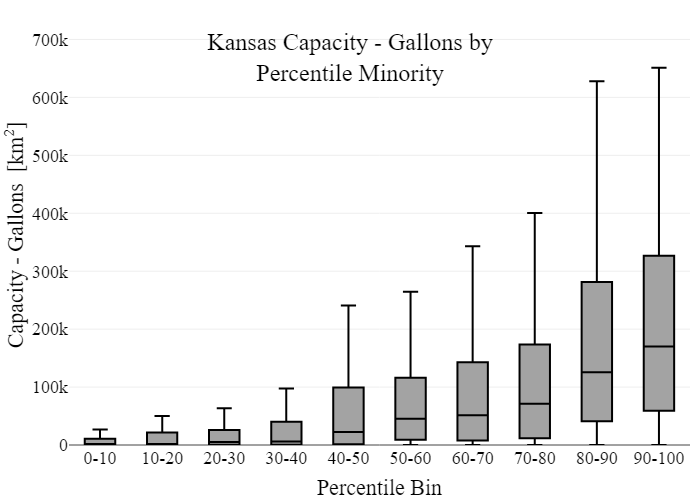 Kansas Capacity - Gallons by
Percentile Minority
Capacity - Gallons [km²]
700k
600k
500k
400k
300k
200k
100k
0
0-10 10-20 20-30 30-40 40-50 50-60 60-70 70-80 80-90 90-100
Percentile Bin